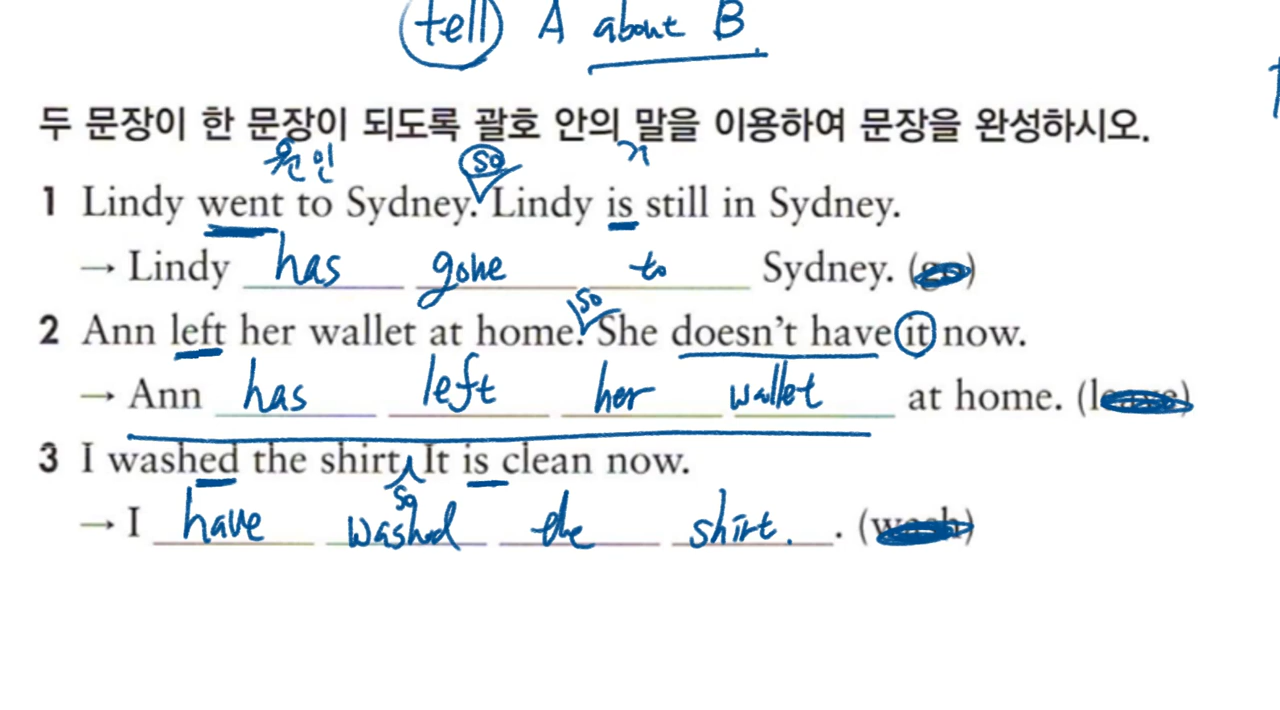 tell A about B
두 문장이 한 문장이 되도록 괄호 안의 말을 이용하여 문장을 완성하시오.
원인 so
1 Lindy went to Sydney. Lindy is still in Sydney.
→ Lindy has gone to Sydney. (go)
so
2 Ann left her wallet at home. She doesn't have it now.
→ Ann has left her wallet at home. (leave)
3 I washed the shirt. It is clean now.
so
→ I have washed the shirt. . (wash)